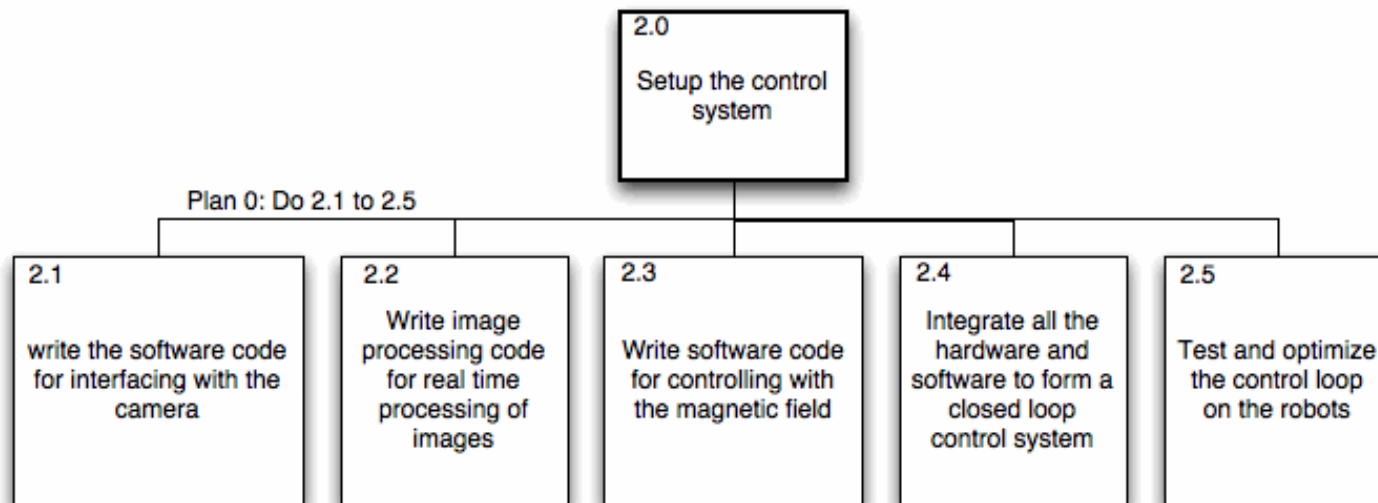 2.0
Setup the control
system
Plan 0: Do 2.1 to 2.5
2.1
write the software code
for interfacing with the
camera
2.2
Write image
processing code
for real time
processing of
images
2.3
Write software code
for controlling with
the magnetic field
2.4
Integrate all the
hardware and
software to form a
closed loop
control system
2.5
Test and optimize
the control loop
on the robots